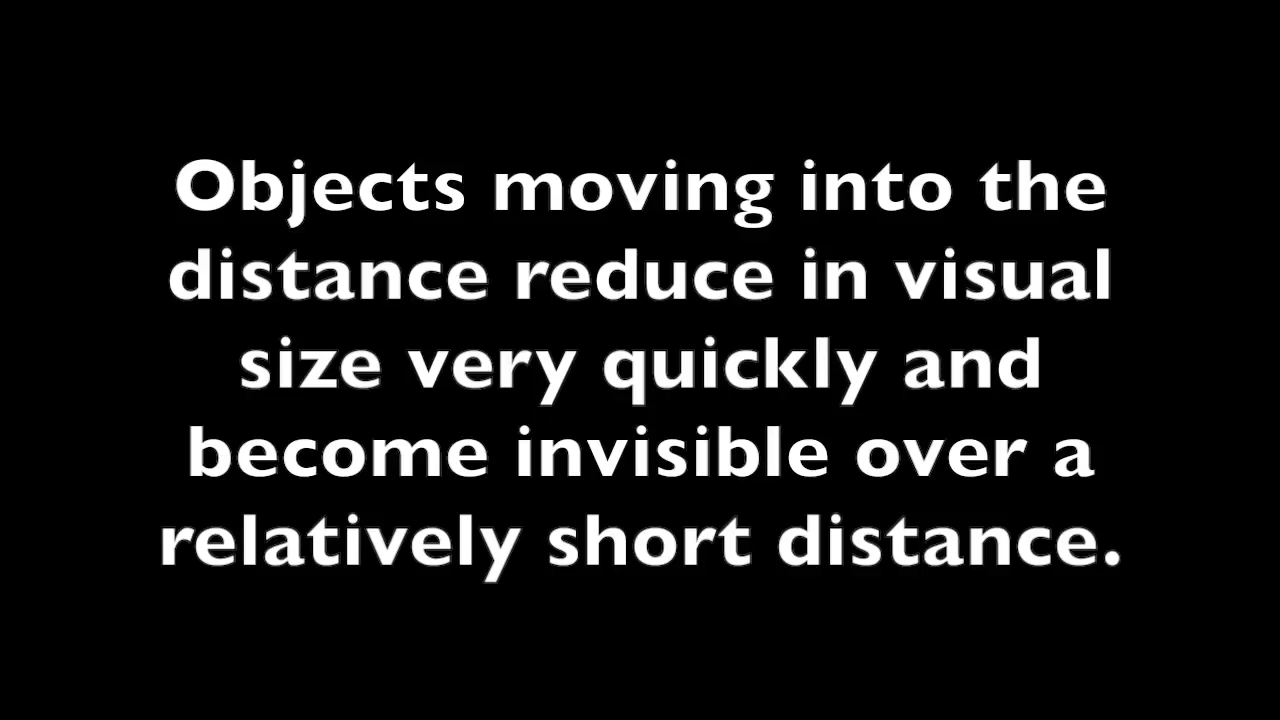 Objects moving into the
distance reduce in visual
size very quickly and
become invisible over a
relatively short distance.